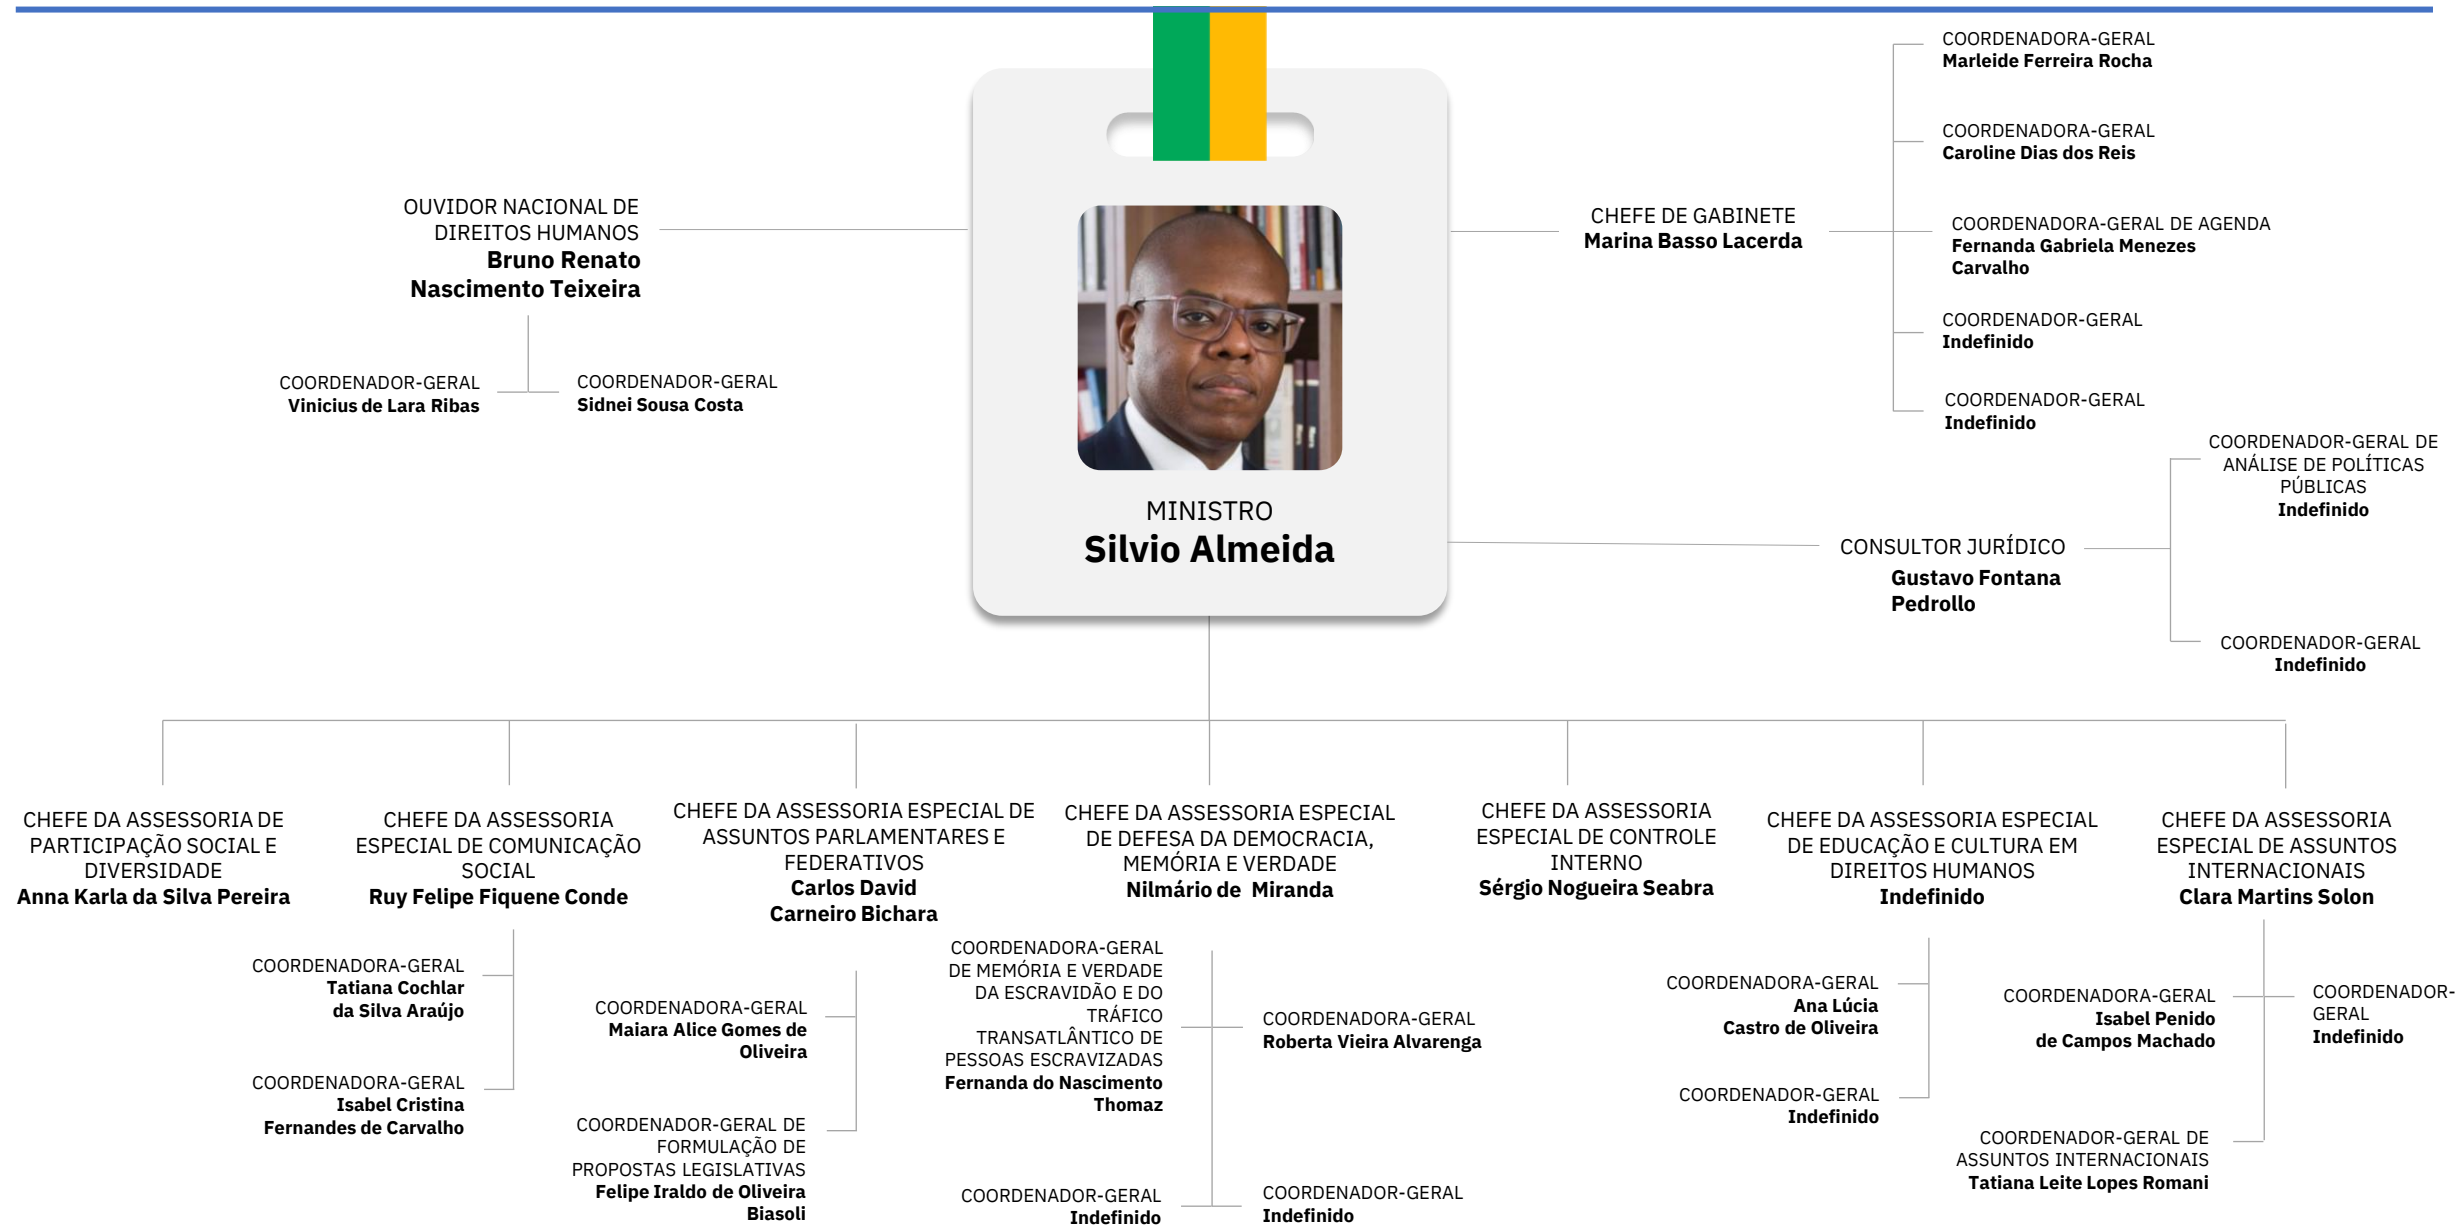 COORDENADORA-GERAL
Marleide Ferreira Rocha
COORDENADORA-GERAL
Caroline Dias dos Reis
OUVIDOR NACIONAL DE
DIREITOS HUMANOS
Bruno Renato
Nascimento Teixeira
CHEFE DE GABINETE
Marina Basso Lacerda
COORDENADORA-GERAL DE AGENDA
Fernanda Gabriela Menezes
Carvalho
COORDENADOR-GERAL
Indefinido
COORDENADOR-GERAL
Indefinido
COORDENADOR-GERAL
Vinicius de Lara Ribas
COORDENADOR-GERAL
Sidnei Sousa Costa
MINISTRO
Silvio Almeida
CONSULTOR JURÍDICO
Gustavo Fontana
Pedrollo
COORDENADOR-GERAL DE
ANÁLISE DE POLÍTICAS
PÚBLICAS
Indefinido
COORDENADOR-GERAL
Indefinido
CHEFE DA ASSESSORIA DE
PARTICIPAÇÃO SOCIAL E
DIVERSIDADE
Anna Karla da Silva Pereira
CHEFE DA ASSESSORIA
ESPECIAL DE COMUNICAÇÃO
SOCIAL
Ruy Felipe Fiquene Conde
COORDENADORA-GERAL
Tatiana Cochlar
da Silva Araújo
COORDENADORA-GERAL
Isabel Cristina
Fernandes de Carvalho
CHEFE DA ASSESSORIA ESPECIAL DE
ASSUNTOS PARLAMENTARES E
FEDERATIVOS
Carlos David
Carneiro Bichara
COORDENADORA-GERAL
Maiara Alice Gomes de
Oliveira
COORDENADOR-GERAL DE
FORMULAÇÃO DE
PROPOSTAS LEGISLATIVAS
Felipe Iraldo de Oliveira
Biasoli
CHEFE DA ASSESSORIA ESPECIAL
DE DEFESA DA DEMOCRACIA,
MEMÓRIA E VERDADE
Nilmário de Miranda
COORDENADORA-GERAL
DE MEMÓRIA E VERDADE
DA ESCRAVIDÃO E DO
TRÁFICO
TRANSATLÂNTICO DE
PESSOAS ESCRAVIZADAS
Fernanda do Nascimento
Thomaz
COORDENADORA-GERAL
Roberta Vieira Alvarenga
COORDENADOR-GERAL
Indefinido
COORDENADOR-GERAL
Indefinido
CHEFE DA ASSESSORIA
ESPECIAL DE CONTROLE
INTERNO
Sérgio Nogueira Seabra
CHEFE DA ASSESSORIA ESPECIAL
DE EDUCAÇÃO E CULTURA EM
DIREITOS HUMANOS
Indefinido
COORDENADORA-GERAL
Ana Lúcia
Castro de Oliveira
COORDENADOR-GERAL
Indefinido
CHEFE DA ASSESSORIA
ESPECIAL DE ASSUNTOS
INTERNACIONAIS
Clara Martins Solon
COORDENADORA-GERAL
Isabel Penido
de Campos Machado
COORDENADOR-
GERAL
Indefinido
COORDENADOR-GERAL DE
ASSUNTOS INTERNACIONAIS
Tatiana Leite Lopes Romani